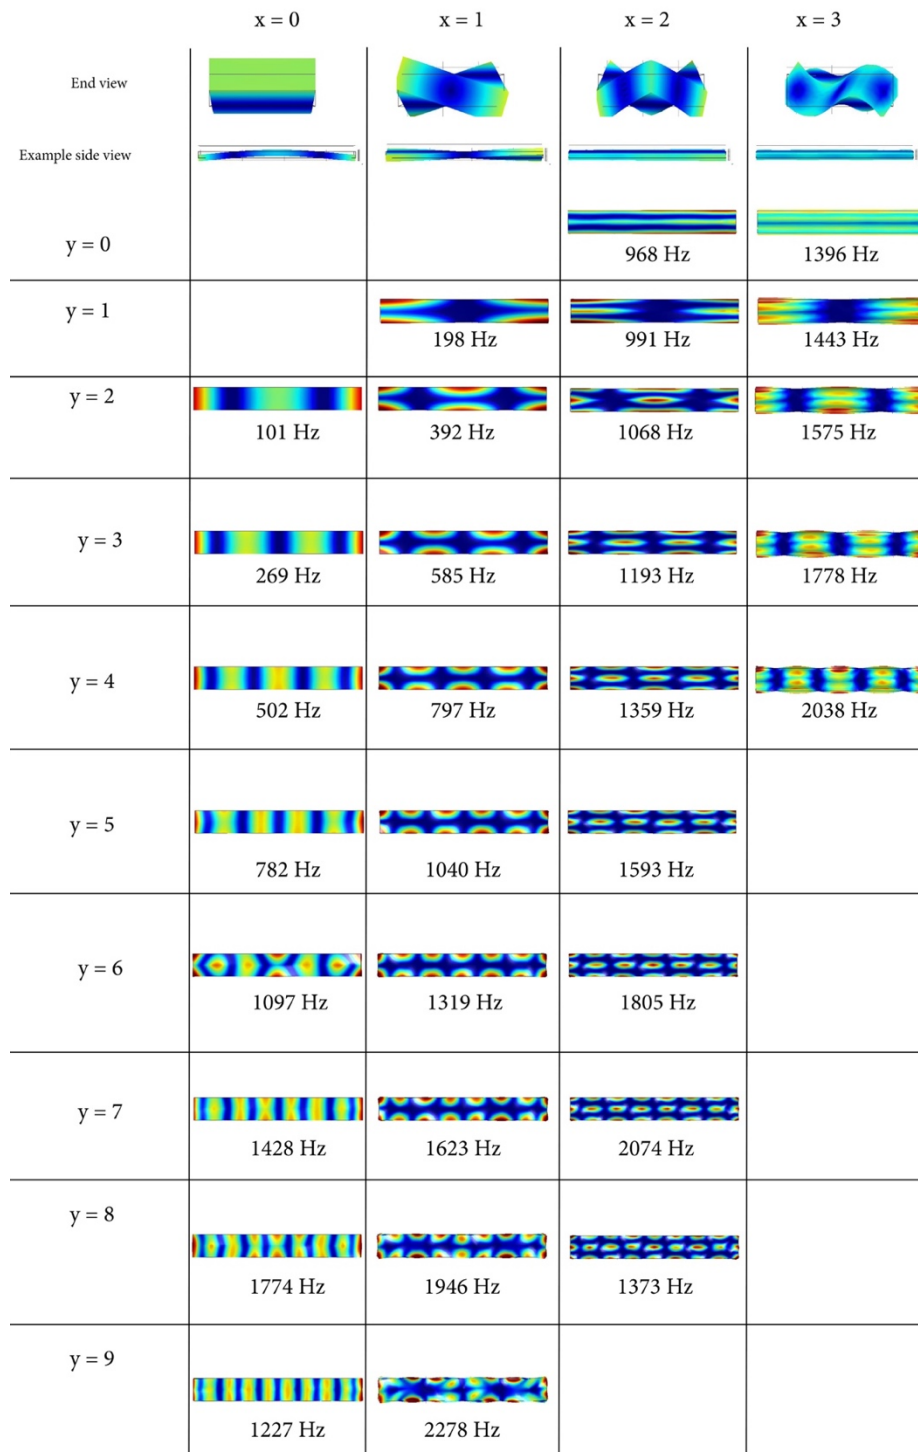 x = 0 x = 1 x = 2 x = 3
End view
Example side view
y = 0
968 Hz 1396 Hz
y = 1
198 Hz 991 Hz 1443 Hz
y = 2
101 Hz 392 Hz 1068 Hz 1575 Hz
y = 3
269 Hz 585 Hz 1193 Hz 1778 Hz
y = 4
502 Hz 797 Hz 1359 Hz 2038 Hz
y = 5
782 Hz 1040 Hz 1593 Hz
y = 6
1097 Hz 1319 Hz 1805 Hz
y = 7
1428 Hz 1623 Hz 2074 Hz
y = 8
1774 Hz 1946 Hz 1373 Hz
y = 9
1227 Hz 2278 Hz